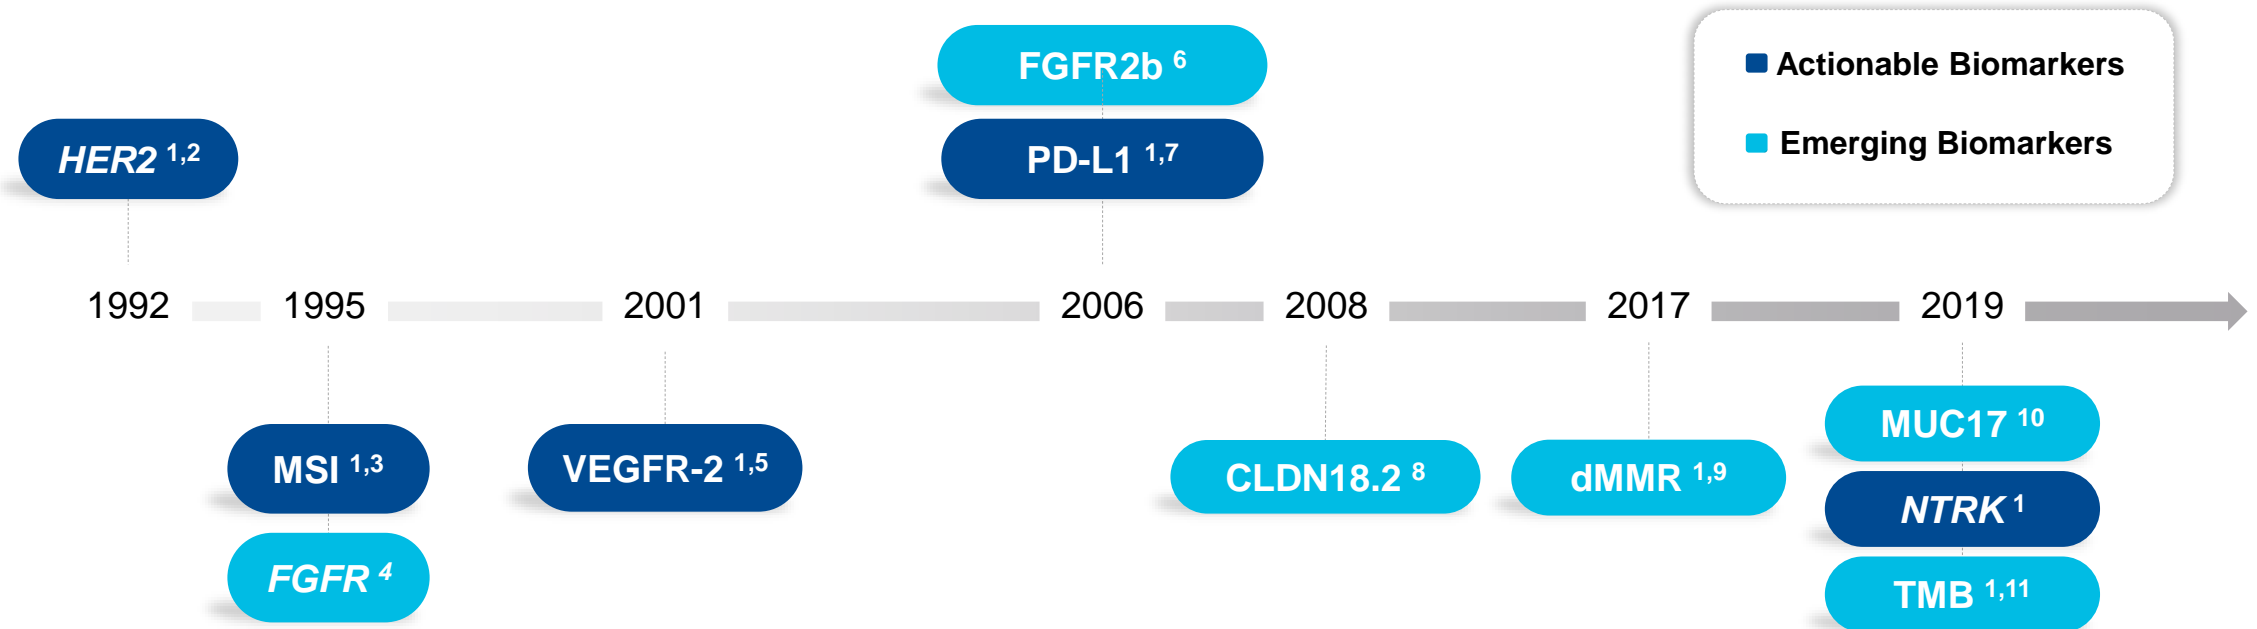 FGFR2b 6
Actionable Biomarkers
Emerging Biomarkers
HER2 1,2
PD-L1 1,7
1992
1995
2001
2006
2008
2017
2019
MSI 1,3
VEGFR-2 1,5
CLDN18.2 8
dMMR 1,9
MUC17 10
NTRK 1
FGFR 4
TMB 1,11